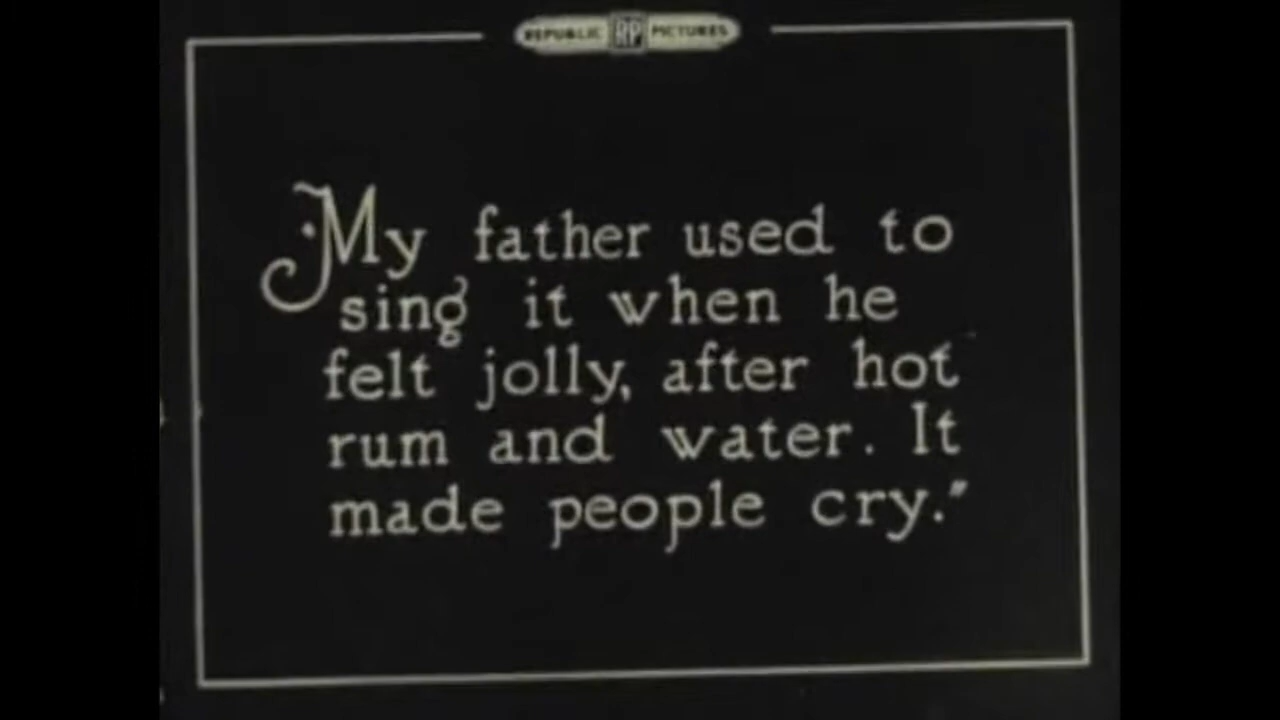 REPUBLIC RP PICTURES
My father used to
sing it when he
felt jolly, after hot
rum and water. It
made people cry."